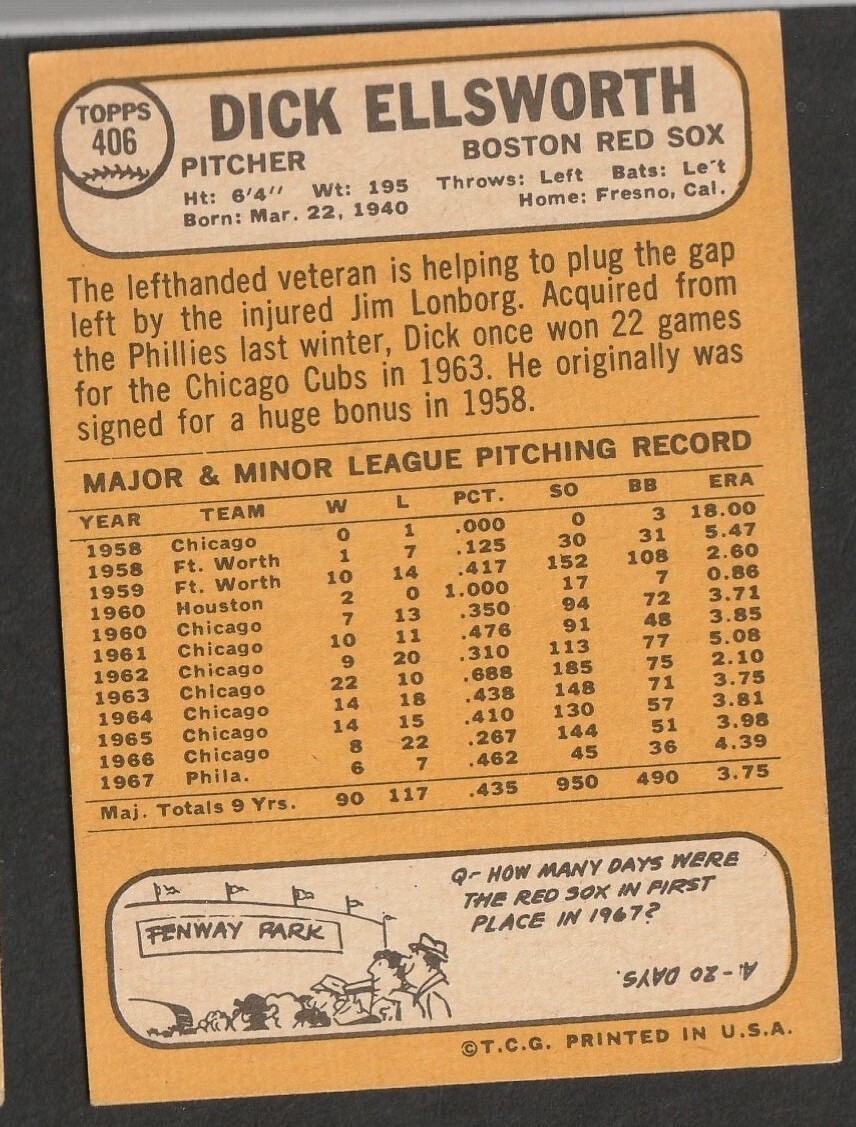 TOPPS
406
DICK ELLSWORTH
PITCHER BOSTON RED SOX
Ht: 6'4" Wt: 195 Throws: Left Bats: Le't
Born: Mar. 22, 1940 Home: Fresno, Cal.
The lefthanded veteran is helping to plug the gap
left by the injured Jim Lonborg. Acquired from
the Phillies last winter, Dick once won 22 games
for the Chicago Cubs in 1963. He originally was
signed for a huge bonus in 1958.
MAJOR & MINOR LEAGUE PITCHING RECORD
YEAR TEAM W L PCT. SO BB ERA
1958 Chicago 0 1 .000 0 3 18.00
1958 Ft. Worth 1 7 .125 30 31 5.47
1959 Ft. Worth 10 14 .417 152 108 2.60
1960 Houston 2 0 1.000 17 7 0.86
1960 Chicago 7 13 .350 94 72 3.71
1961 Chicago 10 11 .476 91 48 3.85
1962 Chicago 9 20 .310 113 77 5.08
1963 Chicago 22 10 .688 185 75 2.10
1964 Chicago 14 18 .438 148 71 3.75
1965 Chicago 14 15 .410 130 57 3.81
1966 Chicago 8 22 .267 144 51 3.98
1967 Phila. 6 7 .462 45 36 4.39
Maj. Totals 9 Yrs. 90 117 .435 950 490 3.75
FENWAY PARK
Q- HOW MANY DAYS WERE
THE RED SOX IN FIRST
PLACE IN 1967?
A-20 DAYS.
©T.C.G. PRINTED IN U.S.A.